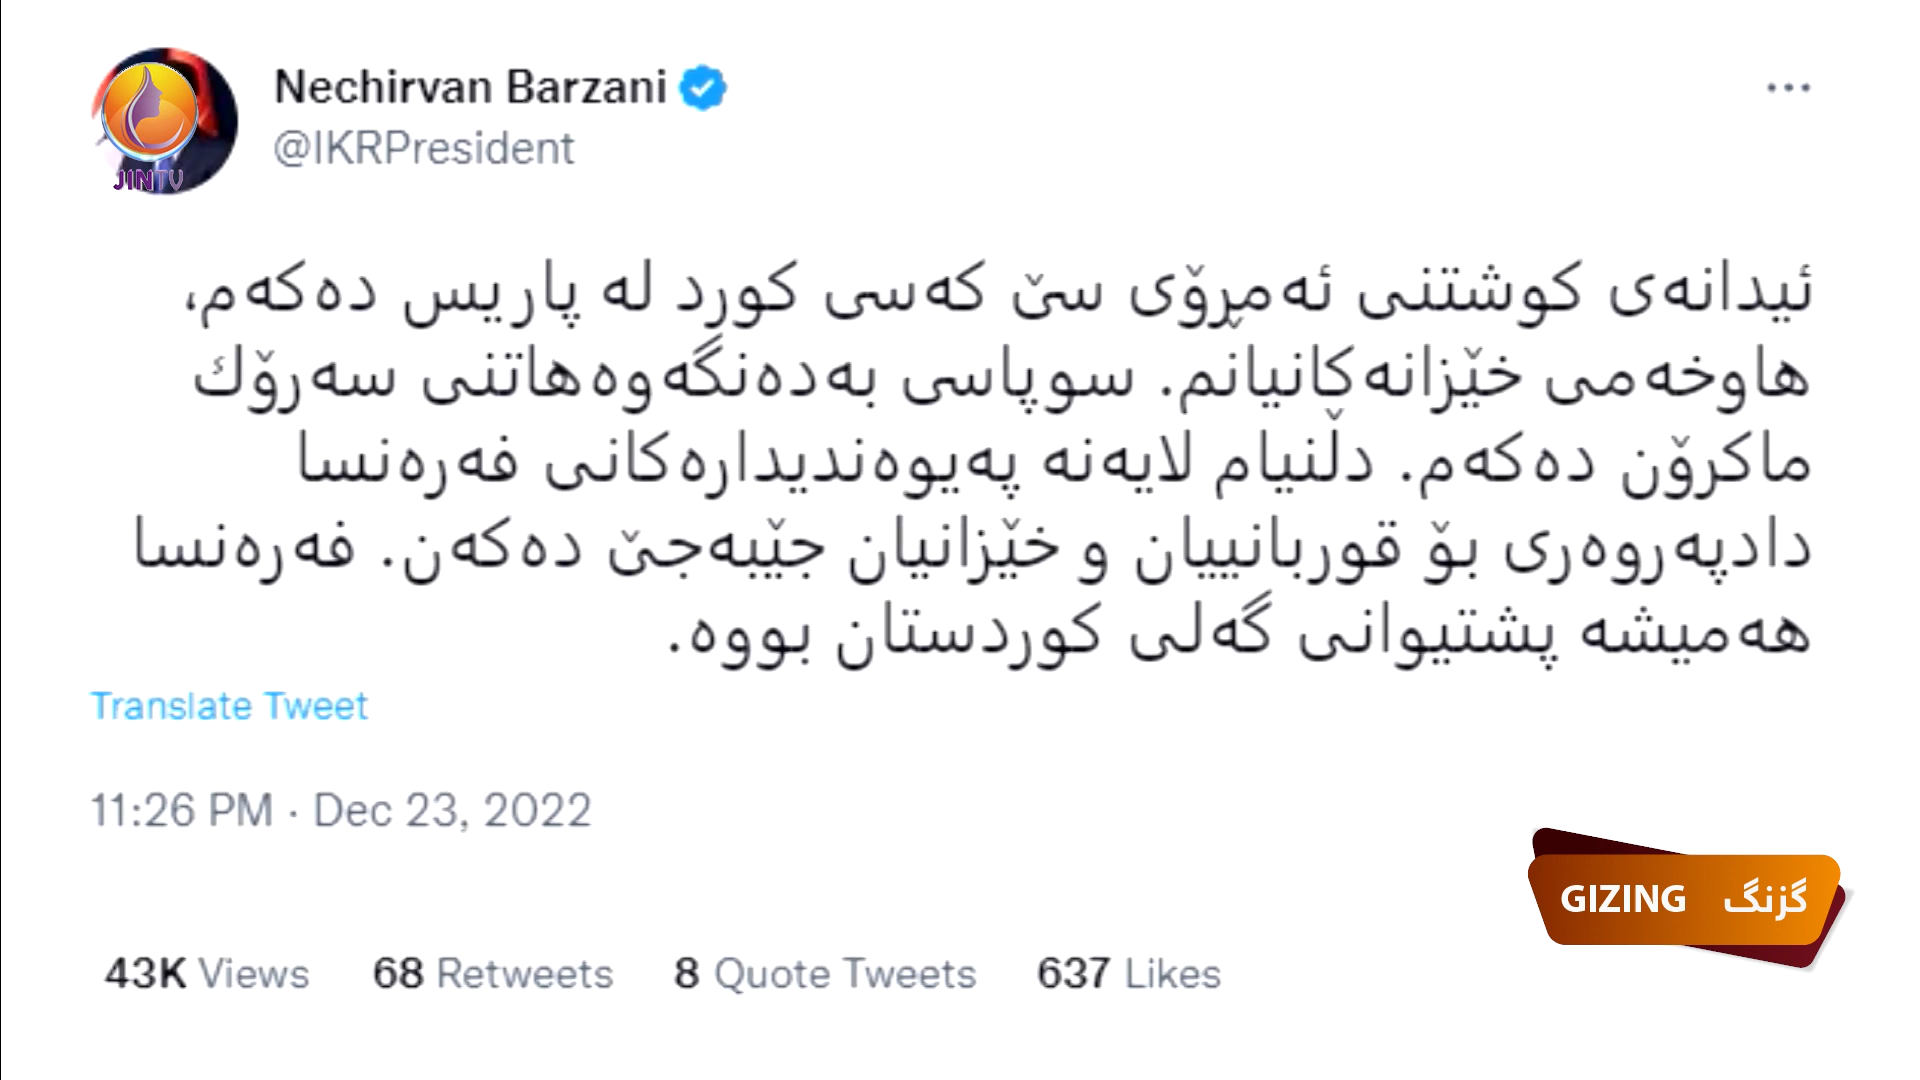 Nechirvan Barzani
@IKRPresident
JINTV
ئیدانەی کوشتنی ئەمڕۆی سێ کەسی کورد لە پاریس دەکەم،
هاوخەمی خێزانەکانیانم. سوپاسی بەدەنگەوەهاتنی سەرۆك
ماکرۆن دەکەم. دڵنیام لایەنە پەیوەندیدارەکانی فەرەنسا
دادپەروەری بۆ قوربانییان و خێزانیان جێبەجێ دەکەن. فەرەنسا
هەمیشە پشتیوانی گەلی کوردستان بووە.
Translate Tweet
11:26 PM · Dec 23, 2022
GIZING گزنگ
43K Views 68 Retweets 8 Quote Tweets 637 Likes